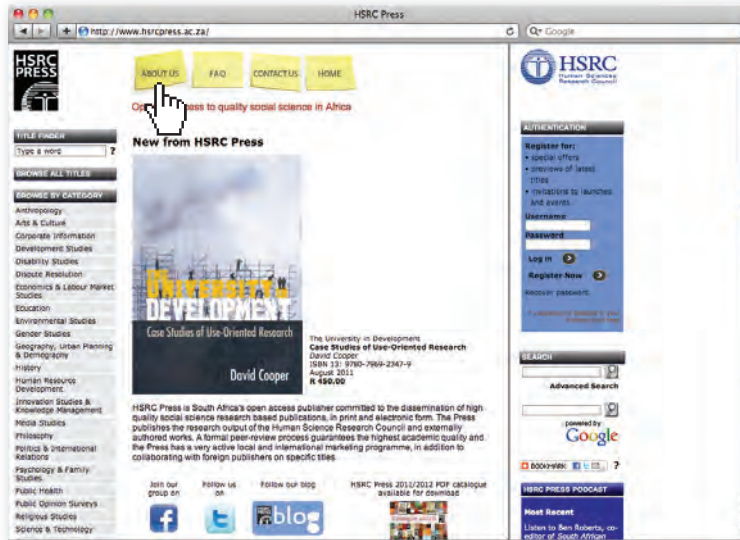 HSRC Press
http://www.hsrcpress.ac.za/
Google
HSRC
PRESS
ABOUT US
FAQ
CONTACT US
HOME
to quality social science in Africa
HSRC
Human Sciences
Research Council
TITLE FINDER
Type a word
?
BROWSE ALL TITLES
BROWSE BY CATEGORY
Anthropology
Arts & Culture
Corporate Information
Development Studies
Disability Studies
Dispute Resolution
Economics & Labour Market
Studies
Education
Environmental Studies
Gender Studies
Geography, Urban Planning
& Demography
History
Human Resource
Development
Innovation Studies &
Knowledge Management
Media Studies
Philosophy
Politics & International
Relations
Psychology & Family
Studies
Public Health
Public Opinion Surveys
Religious Studies
Science & Technology
New from HSRC Press
THE
UNIVERSITY IN
DEVELOPMENT
Case Studies of Use-Oriented Research
David Cooper
The University in Development
Case Studies of Use-Oriented Research
David Cooper
ISBN 13: 9780-7969-2347-9
August 2011
R 450.00
HSRC Press is South Africa's open access publisher committed to the dissemination of high
quality social science research based publications, in print and electronic form. The Press
publishes the research output of the Human Science Research Council and externally
authored works. A formal peer-review process guarantees the highest academic quality and
the Press has a very active local and international marketing programme, in addition to
collaborating with foreign publishers on specific titles.
Join our
group on
Follow us
on
Follow our blog
HSRC Press 2011/2012 PDF catalogue
available for download
f
t
blog
AUTHENTICATION
Register for:
• special offers
• previews of latest
titles
• invitations to launches
and events
Username
Password
Log in
Register Now
Recover password
SEARCH
Advanced Search
powered by
Google
BOOKMARK
?
HSRC PRESS PODCAST
Most Recent
Listen to Ben Roberts, co-
editor of South African